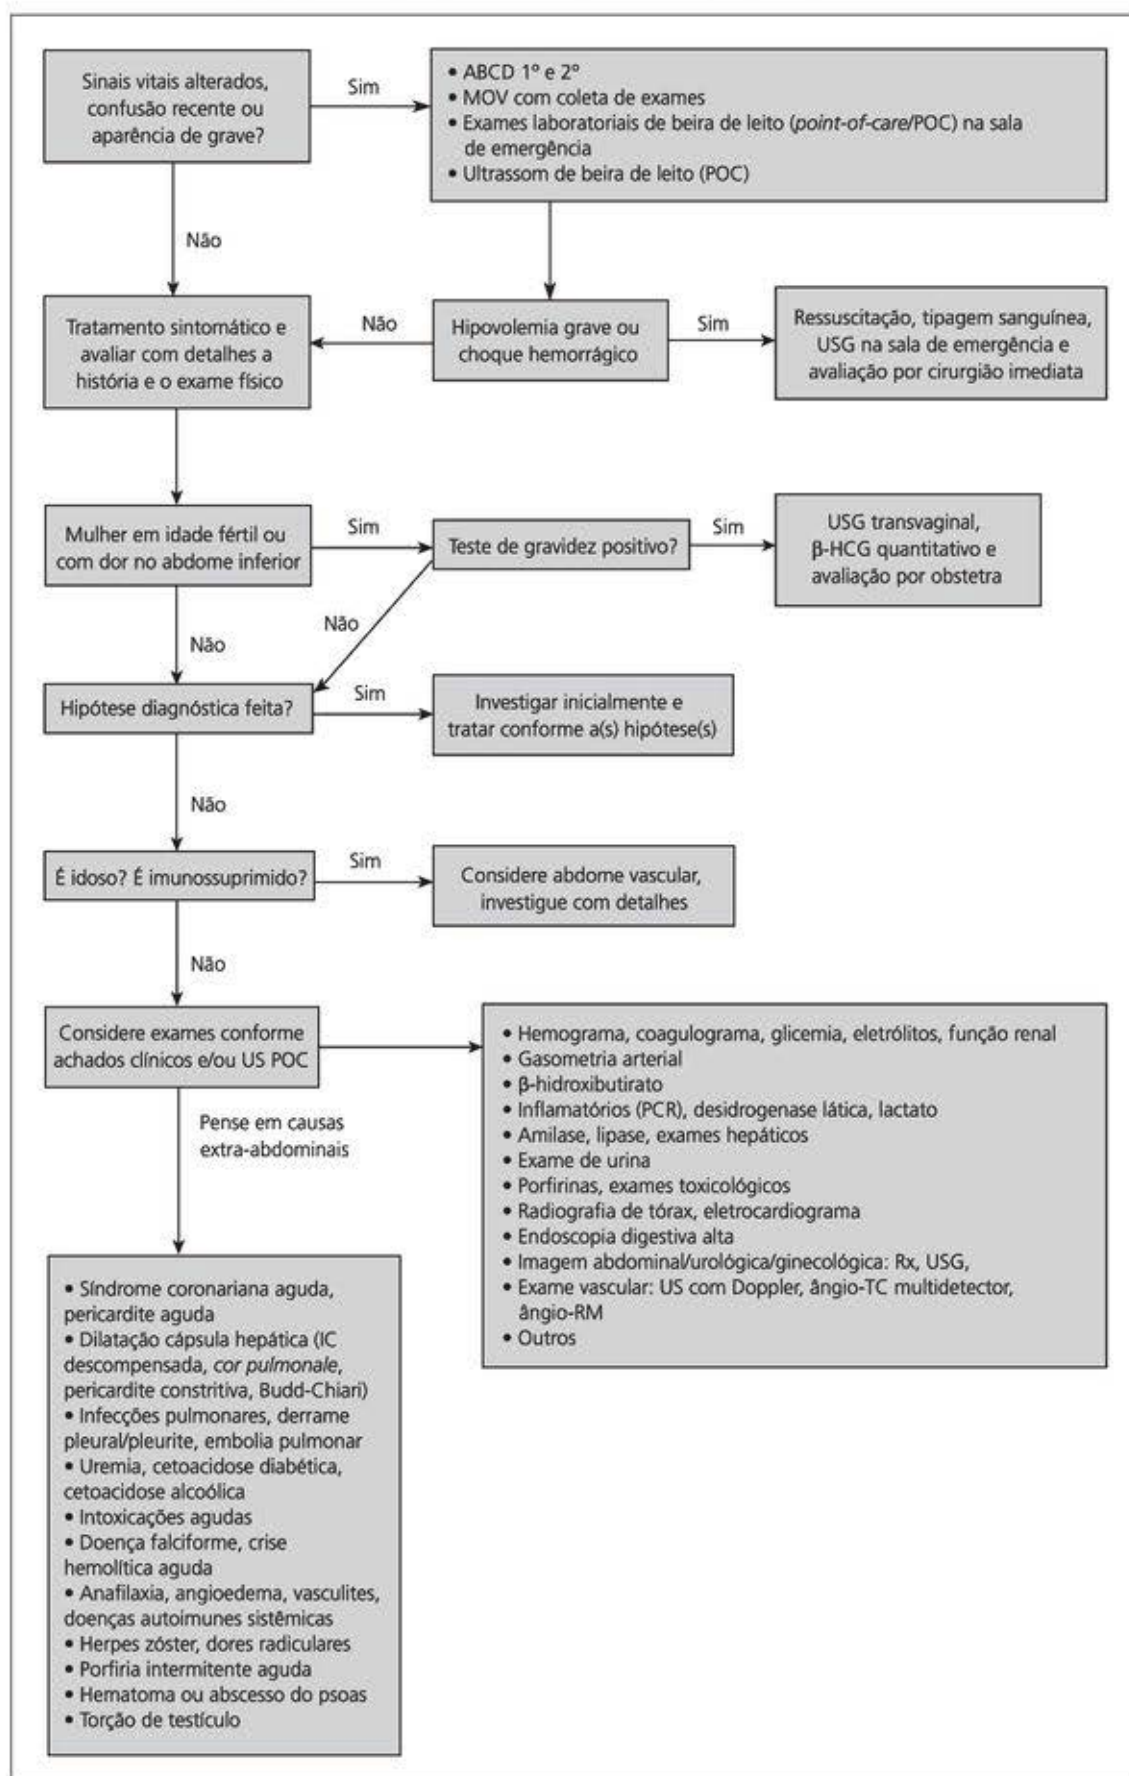 Sinais vitais alterados,
confusão recente ou
aparência de grave?
Sim
• ABCD 1º e 2º
• MOV com coleta de exames
• Exames laboratoriais de beira de leito (point-of-care/POC) na sala
de emergência
• Ultrassom de beira de leito (POC)
Não
Tratamento sintomático e
avaliar com detalhes a
história e o exame físico
Não
Hipovolemia grave ou
choque hemorrágico
Sim
Ressuscitação, tipagem sanguínea,
USG na sala de emergência e
avaliação por cirurgião imediata
Mulher em idade fértil ou
com dor no abdome inferior
Sim
Teste de gravidez positivo?
Sim
USG transvaginal,
β-HCG quantitativo e
avaliação por obstetra
Não
Não
Hipótese diagnóstica feita?
Sim
Investigar inicialmente e
tratar conforme a(s) hipótese(s)
Não
É idoso? É imunossuprimido?
Sim
Considere abdome vascular,
investigue com detalhes
Não
Considere exames conforme
achados clínicos e/ou US POC
• Hemograma, coagulograma, glicemia, eletrólitos, função renal
• Gasometria arterial
• β-hidroxibutirato
• Inflamatórios (PCR), desidrogenase lática, lactato
• Amilase, lipase, exames hepáticos
• Exame de urina
• Porfirinas, exames toxicológicos
• Radiografia de tórax, eletrocardiograma
• Endoscopia digestiva alta
• Imagem abdominal/urológica/ginecológica: Rx, USG,
• Exame vascular: US com Doppler, ângio-TC multidetector,
ângio-RM
• Outros
Pense em causas
extra-abdominais
• Síndrome coronariana aguda,
pericardite aguda
• Dilatação cápsula hepática (IC
descompensada, cor pulmonale,
pericardite constritiva, Budd-Chiari)
• Infecções pulmonares, derrame
pleural/pleurite, embolia pulmonar
• Uremia, cetoacidose diabética,
cetoacidose alcoólica
• Intoxicações agudas
• Doença falciforme, crise
hemolítica aguda
• Anafilaxia, angioedema, vasculites,
doenças autoimunes sistêmicas
• Herpes zóster, dores radiculares
• Porfiria intermitente aguda
• Hematoma ou abscesso do psoas
• Torção de testículo